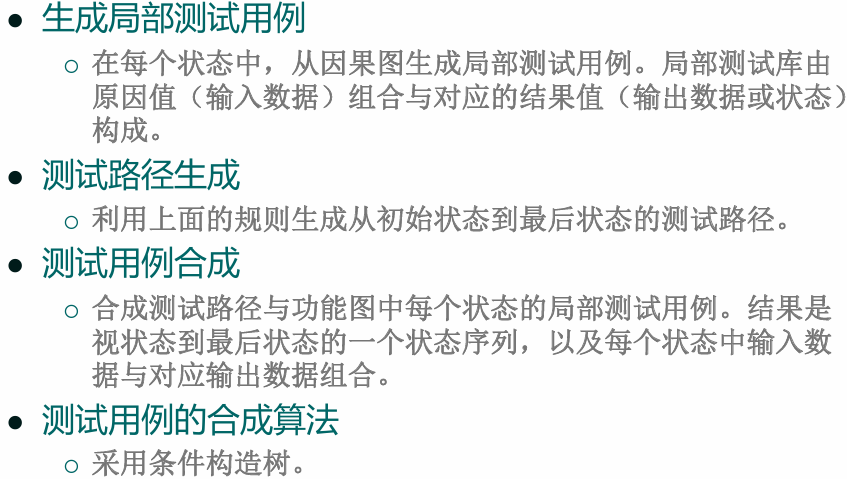 生成局部测试用例
在每个状态中，从因果图生成局部测试用例。局部测试库由
原因值（输入数据）组合与对应的结果值（输出数据或状态）
构成。
测试路径生成
利用上面的规则生成从初始状态到最后状态的测试路径。
测试用例合成
合成测试路径与功能图中每个状态的局部测试用例。结果是
视状态到最后状态的一个状态序列，以及每个状态中输入数
据与对应输出数据组合。
测试用例的合成算法
采用条件构造树。